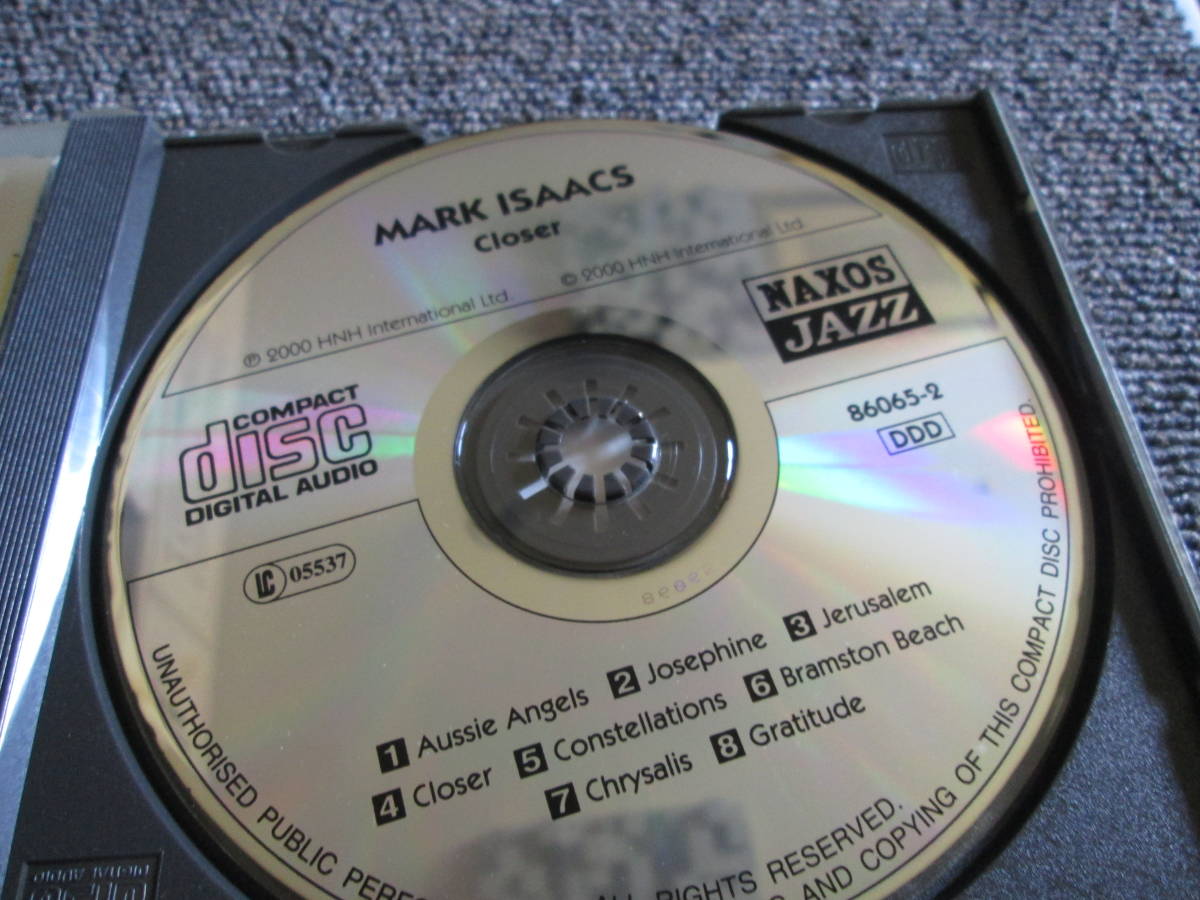 MARK ISAACS
Closer
℗ 2000 HNH International Ltd. © 2000 HNH International Ltd.
NAXOS
JAZZ
COMPACT
disc
DIGITAL AUDIO
86065-2
DDD
LC 05537
1 Aussie Angels 2 Josephine 3 Jerusalem
4 Closer 5 Constellations 6 Bramston Beach
7 Chrysalis 8 Gratitude
UNAUTHORISED PUBLIC
RIGHTS RESERVED.
AND COPYING OF THIS COMPACT DISC PROHIBITED.